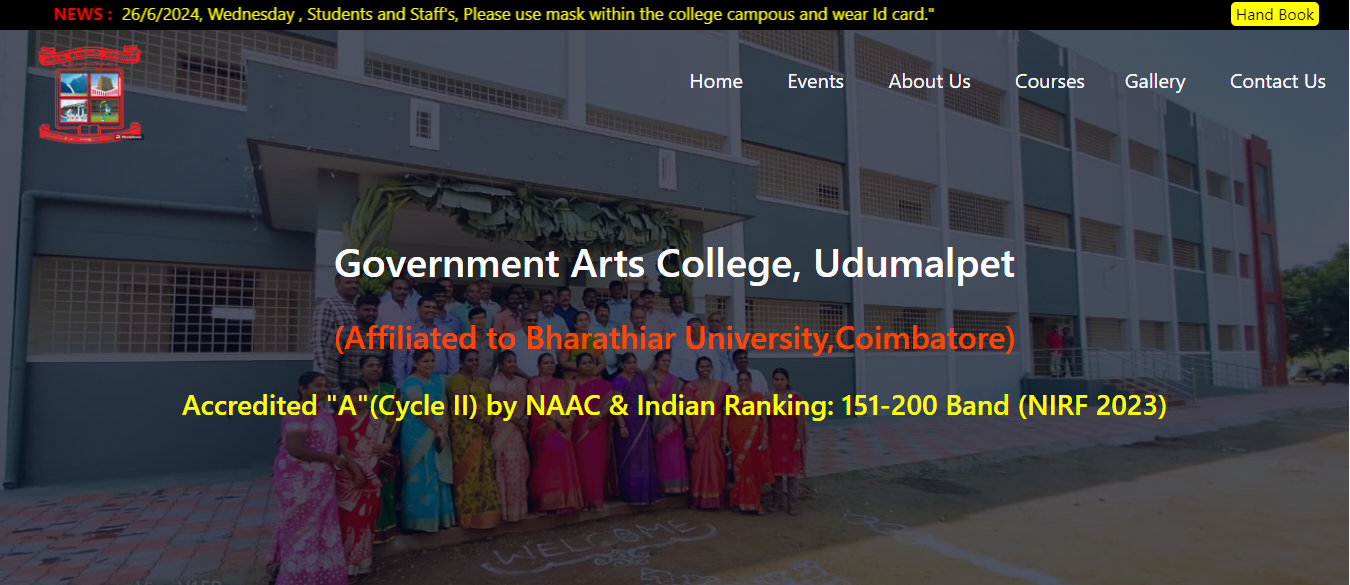 NEWS : 26/6/2024, Wednesday , Students and Staff's, Please use mask within the college campous and wear Id card."
Hand Book
Home Events About Us Courses Gallery Contact Us
Government Arts College, Udumalpet
(Affiliated to Bharathiar University,Coimbatore)
Accredited "A"(Cycle II) by NAAC & Indian Ranking: 151-200 Band (NIRF 2023)
WELCOME